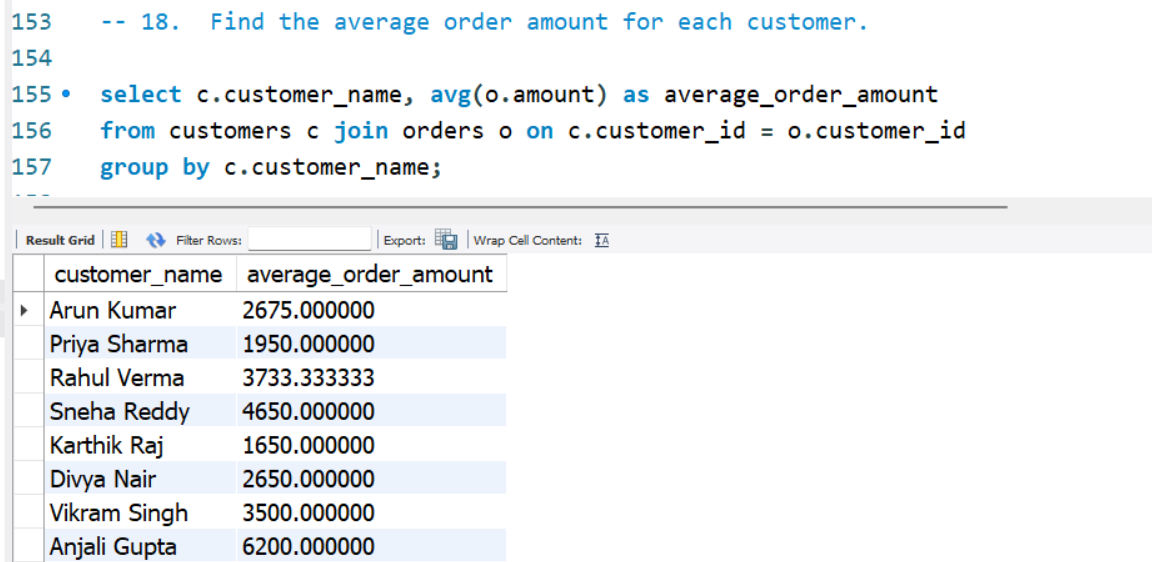 153 -- 18.  Find the average order amount for each customer.
154
155 select c.customer_name, avg(o.amount) as average_order_amount
156 from customers c join orders o on c.customer_id = o.customer_id
157 group by c.customer_name;
Result Grid Filter Rows: Export: Wrap Cell Content: IA
customer_name average_order_amount
Arun Kumar 2675.000000
Priya Sharma 1950.000000
Rahul Verma 3733.333333
Sneha Reddy 4650.000000
Karthik Raj 1650.000000
Divya Nair 2650.000000
Vikram Singh 3500.000000
Anjali Gupta 6200.000000